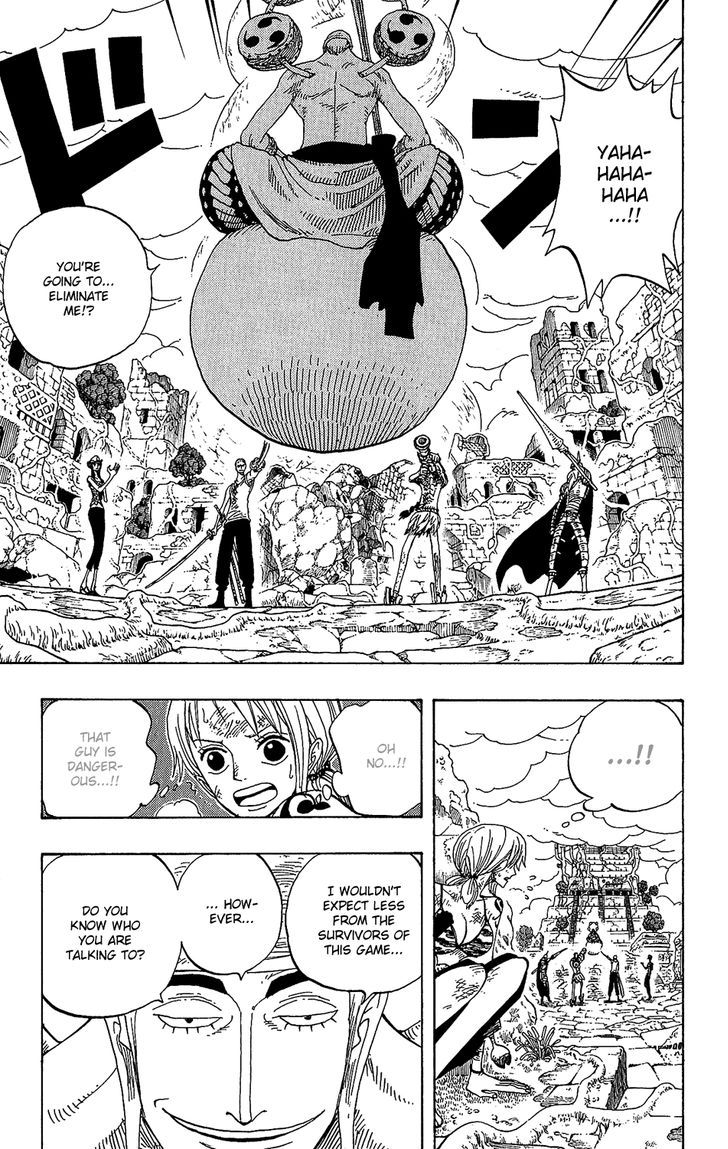 YAHA-
HAHA-
HAHA
...!!
YOU'RE
GOING TO...
ELIMINATE
ME!?
ドン
...!!
OH
NO...!!
THAT
GUY IS
DANGER-
OUS...!!
I WOULDN'T
EXPECT LESS
FROM THE
SURVIVORS OF
THIS GAME...
... HOW-
EVER...
DO YOU
KNOW WHO
YOU ARE
TALKING TO?